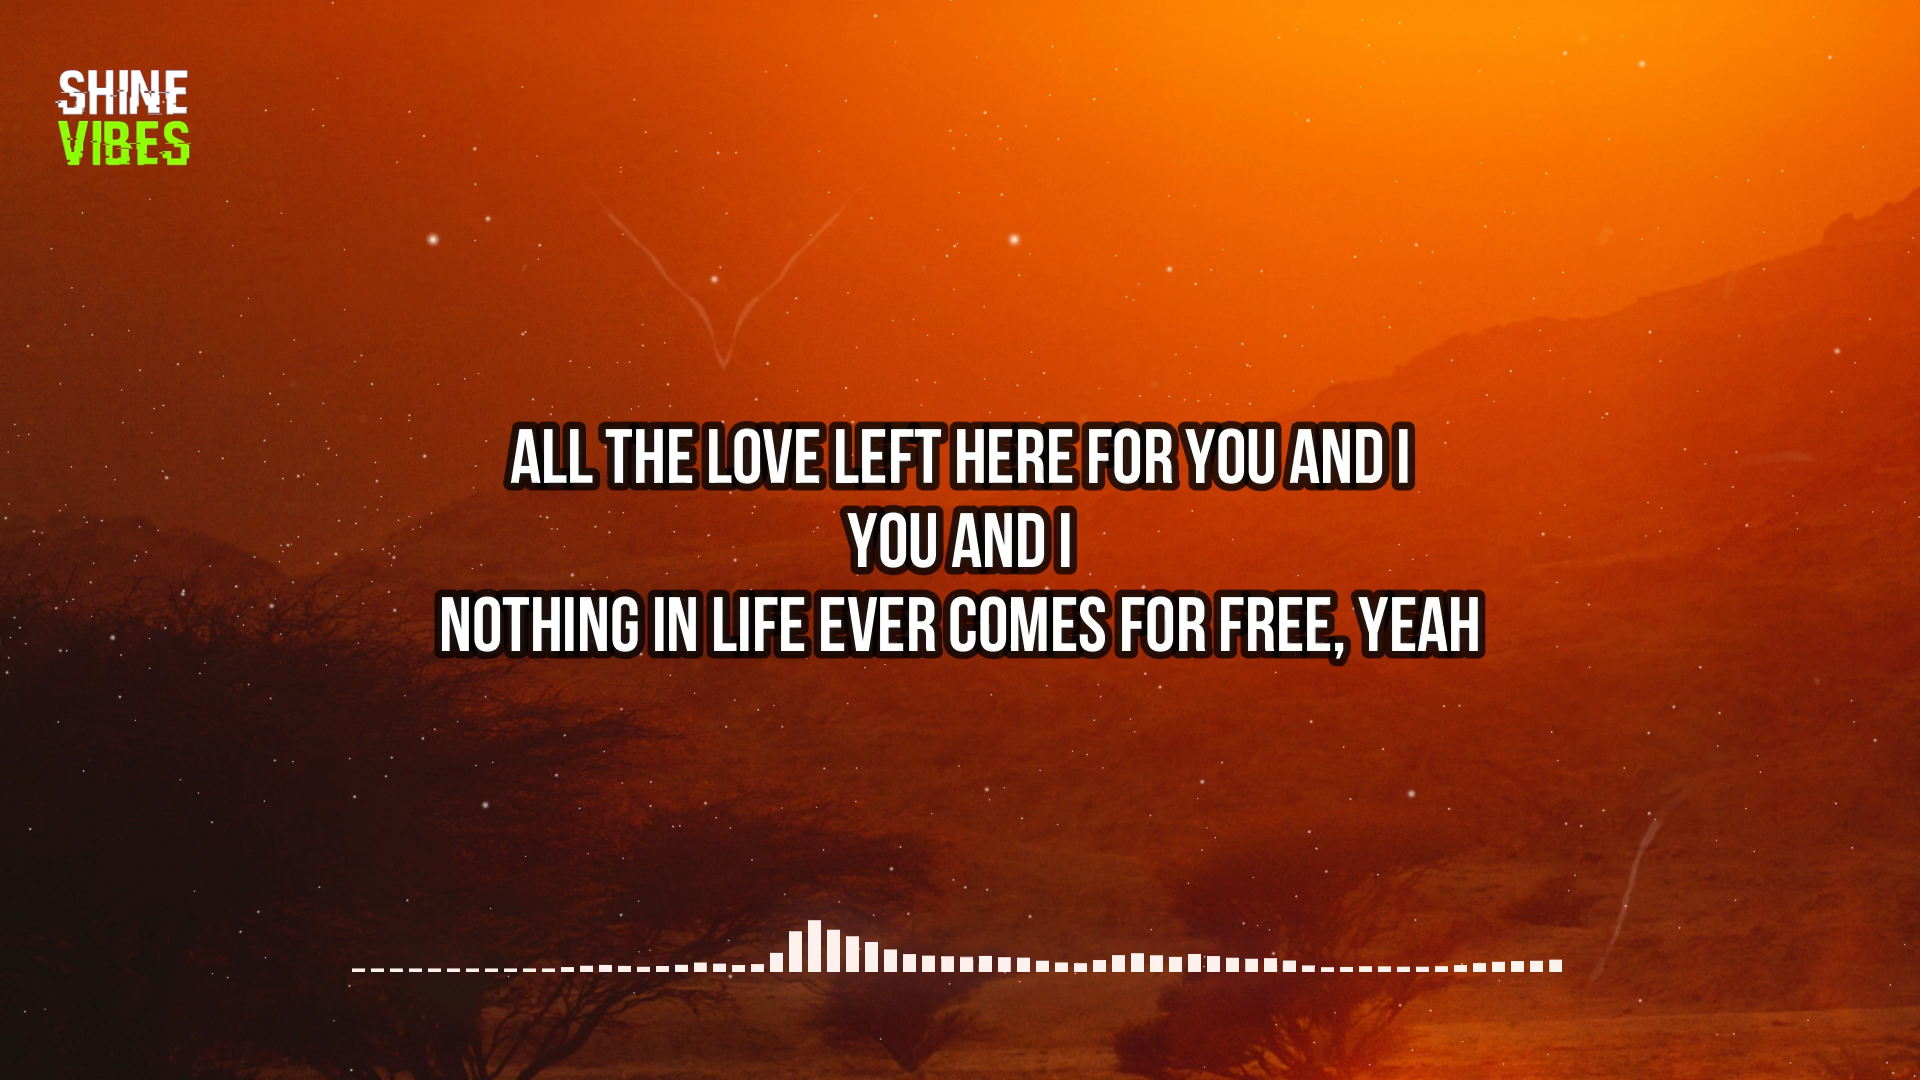 SHINE
VIBES
ALL THE LOVE LEFT HERE FOR YOU AND I
YOU AND I
NOTHING IN LIFE EVER COMES FOR FREE, YEAH